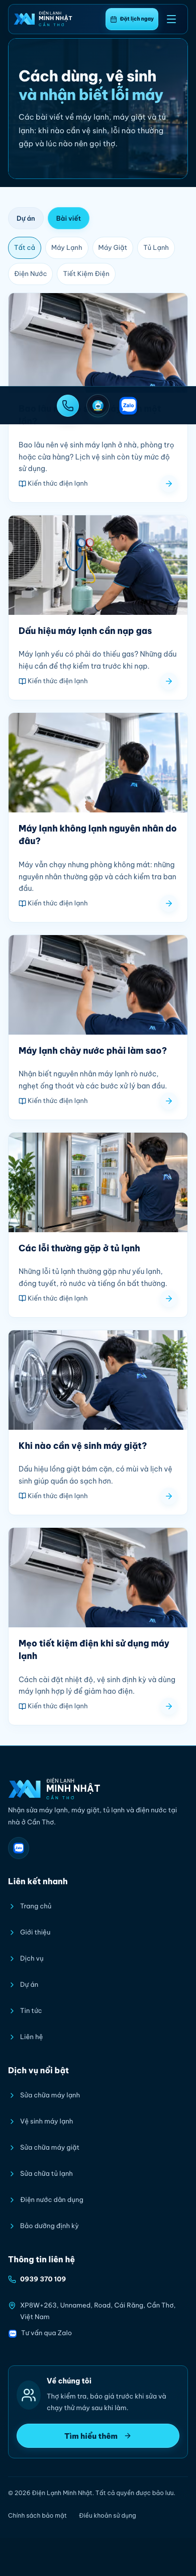 ĐIỆN LẠNH
MINH NHẬT
CẦN THƠ
Đặt lịch ngay
Cách dùng, vệ sinh
và nhận biết lỗi máy
Các bài viết về máy lạnh, máy giặt và tủ
lạnh: khi nào cần vệ sinh, lỗi nào thường
gặp và lúc nào nên gọi thợ.
Dự án
Bài viết
Tất cả
Máy Lạnh
Máy Giặt
Tủ Lạnh
Điện Nước
Tiết Kiệm Điện
Zalo
Bao lâu nên vệ sinh máy lạnh ở nhà, phòng trọ
hoặc cửa hàng? Lịch vệ sinh còn tùy mức độ
sử dụng.
Kiến thức điện lạnh
Dấu hiệu máy lạnh cần nạp gas
Máy lạnh yếu có phải do thiếu gas? Những dấu
hiệu cần để thợ kiểm tra trước khi nạp.
Kiến thức điện lạnh
Máy lạnh không lạnh nguyên nhân do
đâu?
Máy vẫn chạy nhưng phòng không mát: những
nguyên nhân thường gặp và cách kiểm tra ban
đầu.
Kiến thức điện lạnh
Máy lạnh chảy nước phải làm sao?
Nhận biết nguyên nhân máy lạnh rò nước,
nghẹt ống thoát và các bước xử lý ban đầu.
Kiến thức điện lạnh
Các lỗi thường gặp ở tủ lạnh
Những lỗi tủ lạnh thường gặp như yếu lạnh,
đóng tuyết, rò nước và tiếng ồn bất thường.
Kiến thức điện lạnh
Khi nào cần vệ sinh máy giặt?
Dấu hiệu lồng giặt bám cặn, có mùi và lịch vệ
sinh giúp quần áo sạch hơn.
Kiến thức điện lạnh
Mẹo tiết kiệm điện khi sử dụng máy
lạnh
Cách cài đặt nhiệt độ, vệ sinh định kỳ và dùng
máy lạnh hợp lý để giảm hao điện.
Kiến thức điện lạnh
ĐIỆN LẠNH
MINH NHẬT
CẦN THƠ
Nhận sửa máy lạnh, máy giặt, tủ lạnh và điện nước tại
nhà ở Cần Thơ.
Zalo
Liên kết nhanh
Trang chủ
Giới thiệu
Dịch vụ
Dự án
Tin tức
Liên hệ
Dịch vụ nổi bật
Sửa chữa máy lạnh
Vệ sinh máy lạnh
Sửa chữa máy giặt
Sửa chữa tủ lạnh
Điện nước dân dụng
Bảo dưỡng định kỳ
Thông tin liên hệ
0939 370 109
XP8W+263, Unnamed, Road, Cái Răng, Cần Thơ,
Việt Nam
Tư vấn qua Zalo
Về chúng tôi
Thợ kiểm tra, báo giá trước khi sửa và
chạy thử máy sau khi làm.
Tìm hiểu thêm
© 2026 Điện Lạnh Minh Nhật. Tất cả quyền được bảo lưu.
Chính sách bảo mật
Điều khoản sử dụng